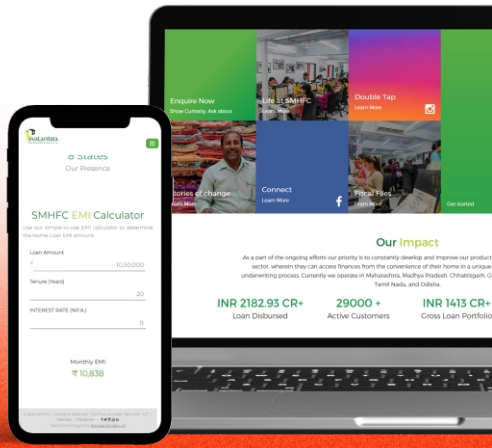 8 States
Our Presence
SMHFC EMI Calculator
Use our simple-to-use EMI calculator to determine
the Home Loan EMI amount.
Loan Amount
₹ 10,50,000
Tenure (Years)
20
INTEREST RATE (%P.A.)
11
Monthly EMI
₹ 10,838
Enquire Now
Show Curiosity, Ask about
Life at SMHFC
Learn More
Double Tap
Learn More
tories of change
Learn More
Connect
Learn More
Fiscal Files
Learn More
Get started
Our Impact
As a part of the ongoing efforts our priority is to constantly develop and improve our product
sector, wherein they can access finances from the convenience of their home in a unique
underwriting process. Currently we operate in Maharashtra, Madhya Pradesh, Chhatisgarh, G
Tamil Nadu, and Odisha.
INR 2182.93 CR+
Loan Disbursed
29000 +
Active Customers
INR 1413 CR+
Gross Loan Portfolio